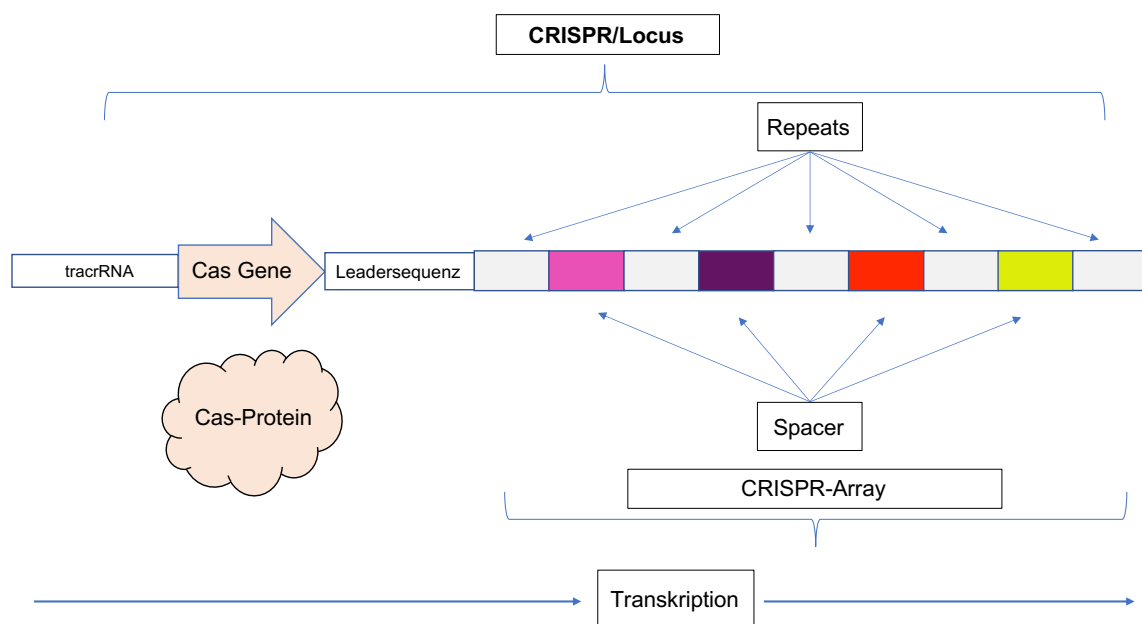 CRISPR/Locus
Repeats
tracrRNA
Cas Gene
Leadersequenz
Cas-Protein
Spacer
CRISPR-Array
Transkription